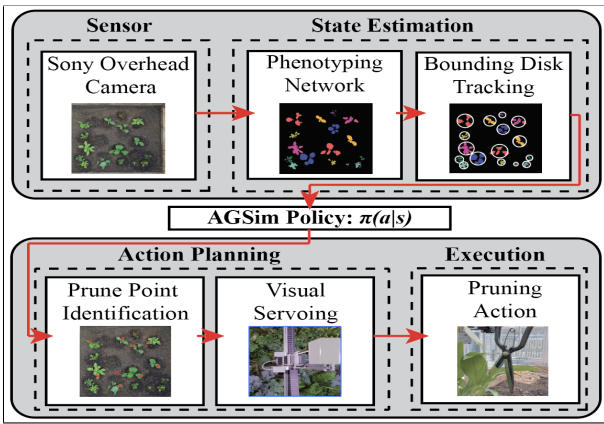 Sensor
State Estimation
Sony Overhead
Camera
Phenotyping
Network
Bounding Disk
Tracking
AGSim Policy: π(a|s)
Action Planning
Execution
Prune Point
Identification
Visual
Servoing
Pruning
Action